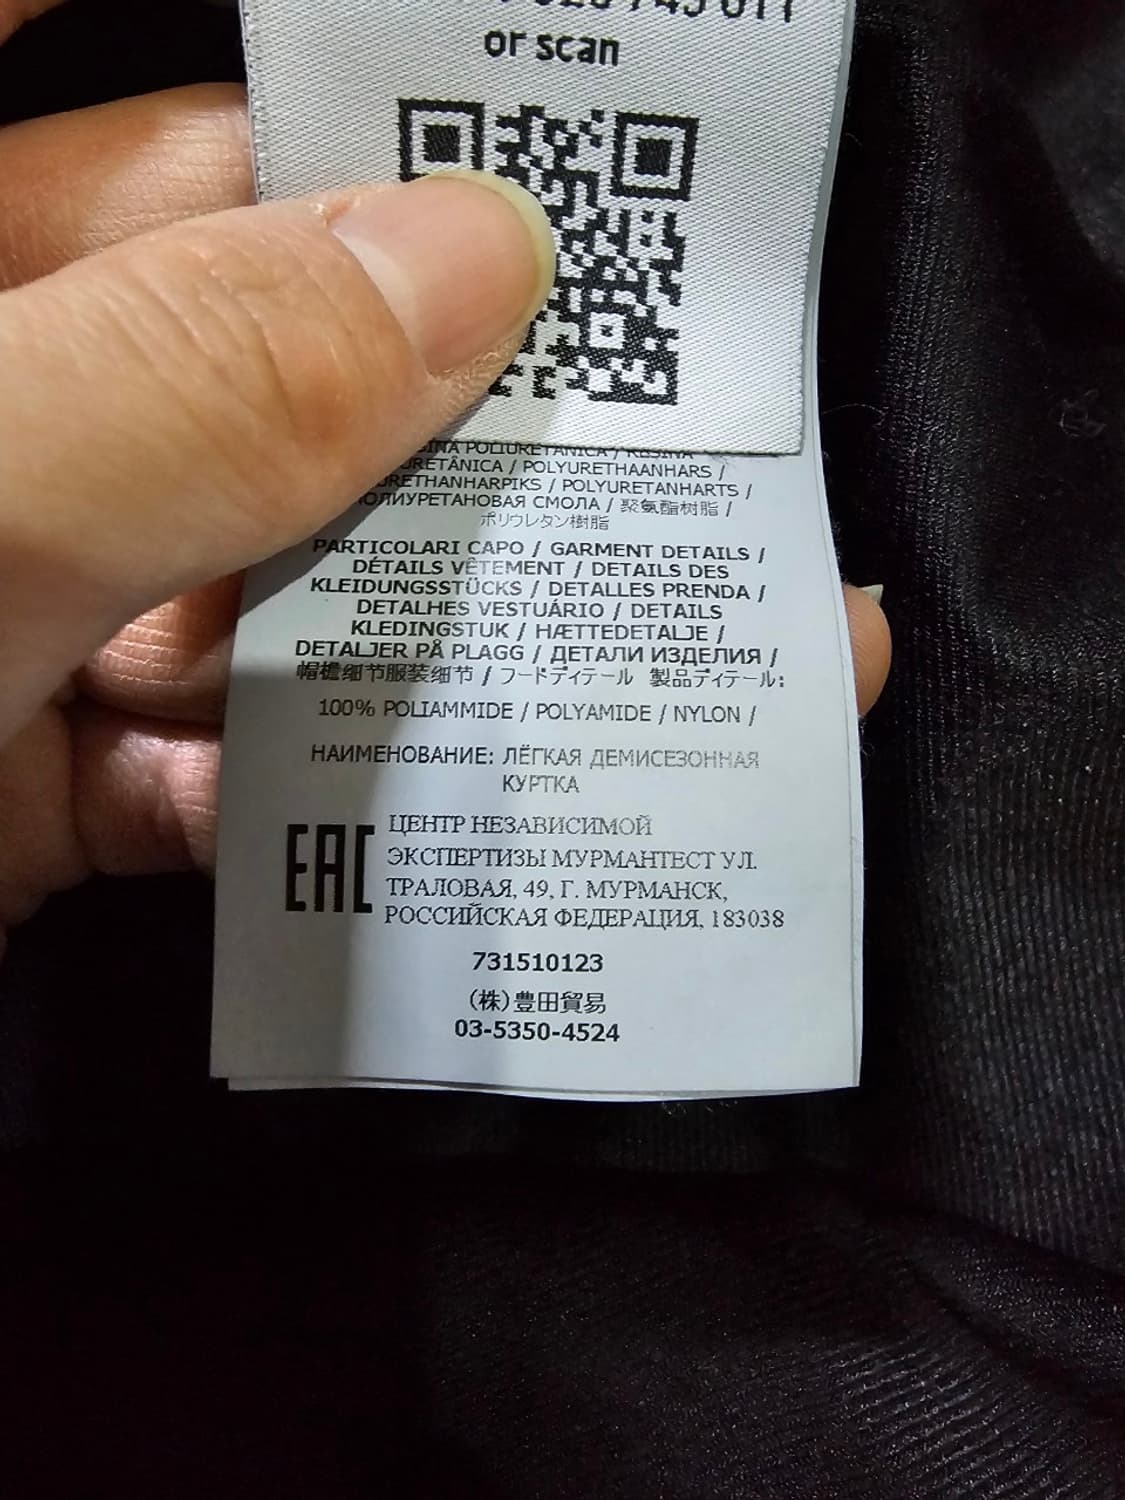 or scan
POLIURETANICA /
POLYURETHAANHARS /
POLYURETANHARTS /
СМОЛА / 聚氨酯树脂 /
ポリウレタン樹脂
PARTICOLARI CAPO / GARMENT DETAILS /
DÉTAILS VÊTEMENT / DETAILS DES
KLEIDUNGSSTÜCKS / DETALLES PRENDA /
DETALHES VESTUÁRIO / DETAILS
KLEDINGSTUK / HÆTTEDETALJE /
DETALJER PÅ PLAGG / ДЕТАЛИ ИЗДЕЛИЯ /
帽檐细节服装细节 / フードディテール 製品ディテール:
100% POLIAMMIDE / POLYAMIDE / NYLON /
НАИМЕНОВАНИЕ: ЛЁГКАЯ ДЕМИСЕЗОННАЯ
КУРТКА
EAC
ЦЕНТР НЕЗАВИСИМОЙ
ЭКСПЕРТИЗЫ МУРМАНТЕСТ УЛ.
ТРАЛОВАЯ, 49, Г. МУРМАНСК,
РОССИЙСКАЯ ФЕДЕРАЦИЯ, 183038
731510123
(株)豊田貿易
03-5350-4524